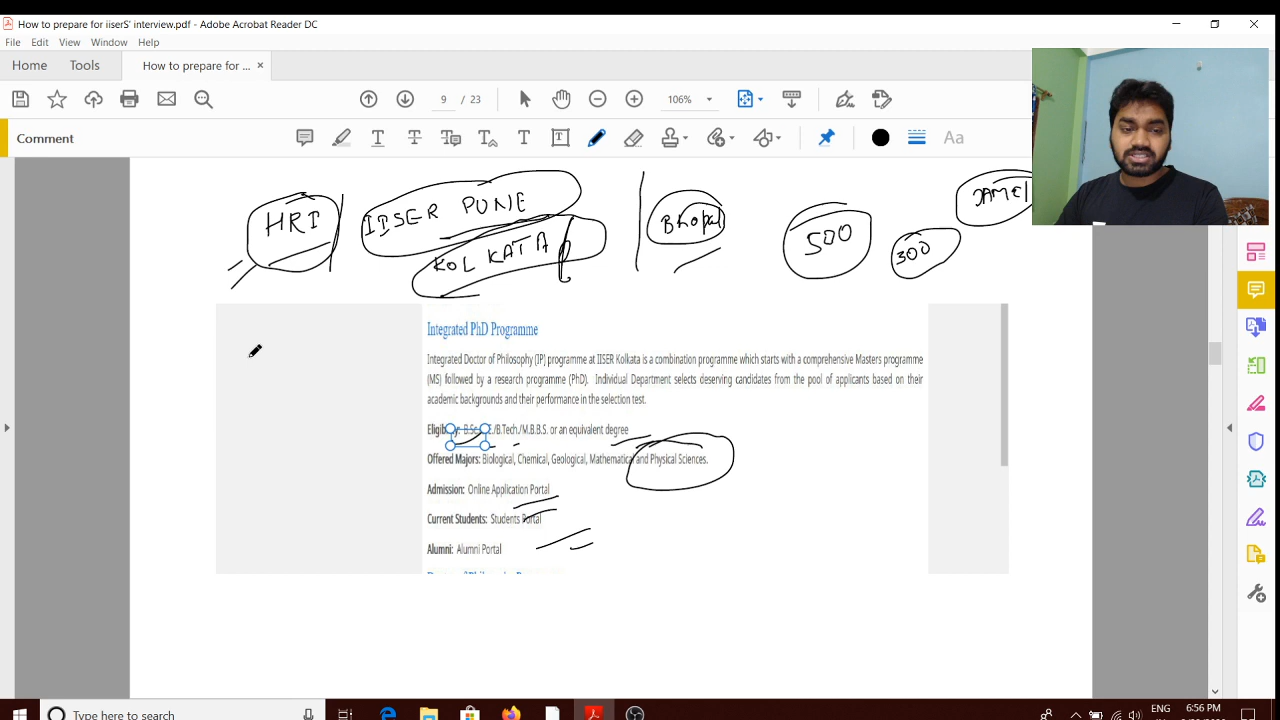 How to prepare for iiserS' interview.pdf - Adobe Acrobat Reader DC
File Edit View Window Help
Home Tools How to prepare for ... ×
9 / 23 106%
Comment
Aa
HRI IISER PUNE Bhopal 500 300 JAM
KOLKATA
Integrated PhD Programme
Integrated Doctor of Philosophy (IP) programme at IISER Kolkata is a combination programme which starts with a comprehensive Masters programme
(MS) followed by a research programme (PhD). Individual Department selects deserving candidates from the pool of applicants based on their
academic backgrounds and their performance in the selection test.
Eligibility: B.Sc./B.E./B.Tech./M.B.B.S. or an equivalent degree
Offered Majors: Biological, Chemical, Geological, Mathematical and Physical Sciences.
Admission: Online Application Portal
Current Students: Students Portal
Alumni: Alumni Portal
Type here to search
ENG 6:56 PM